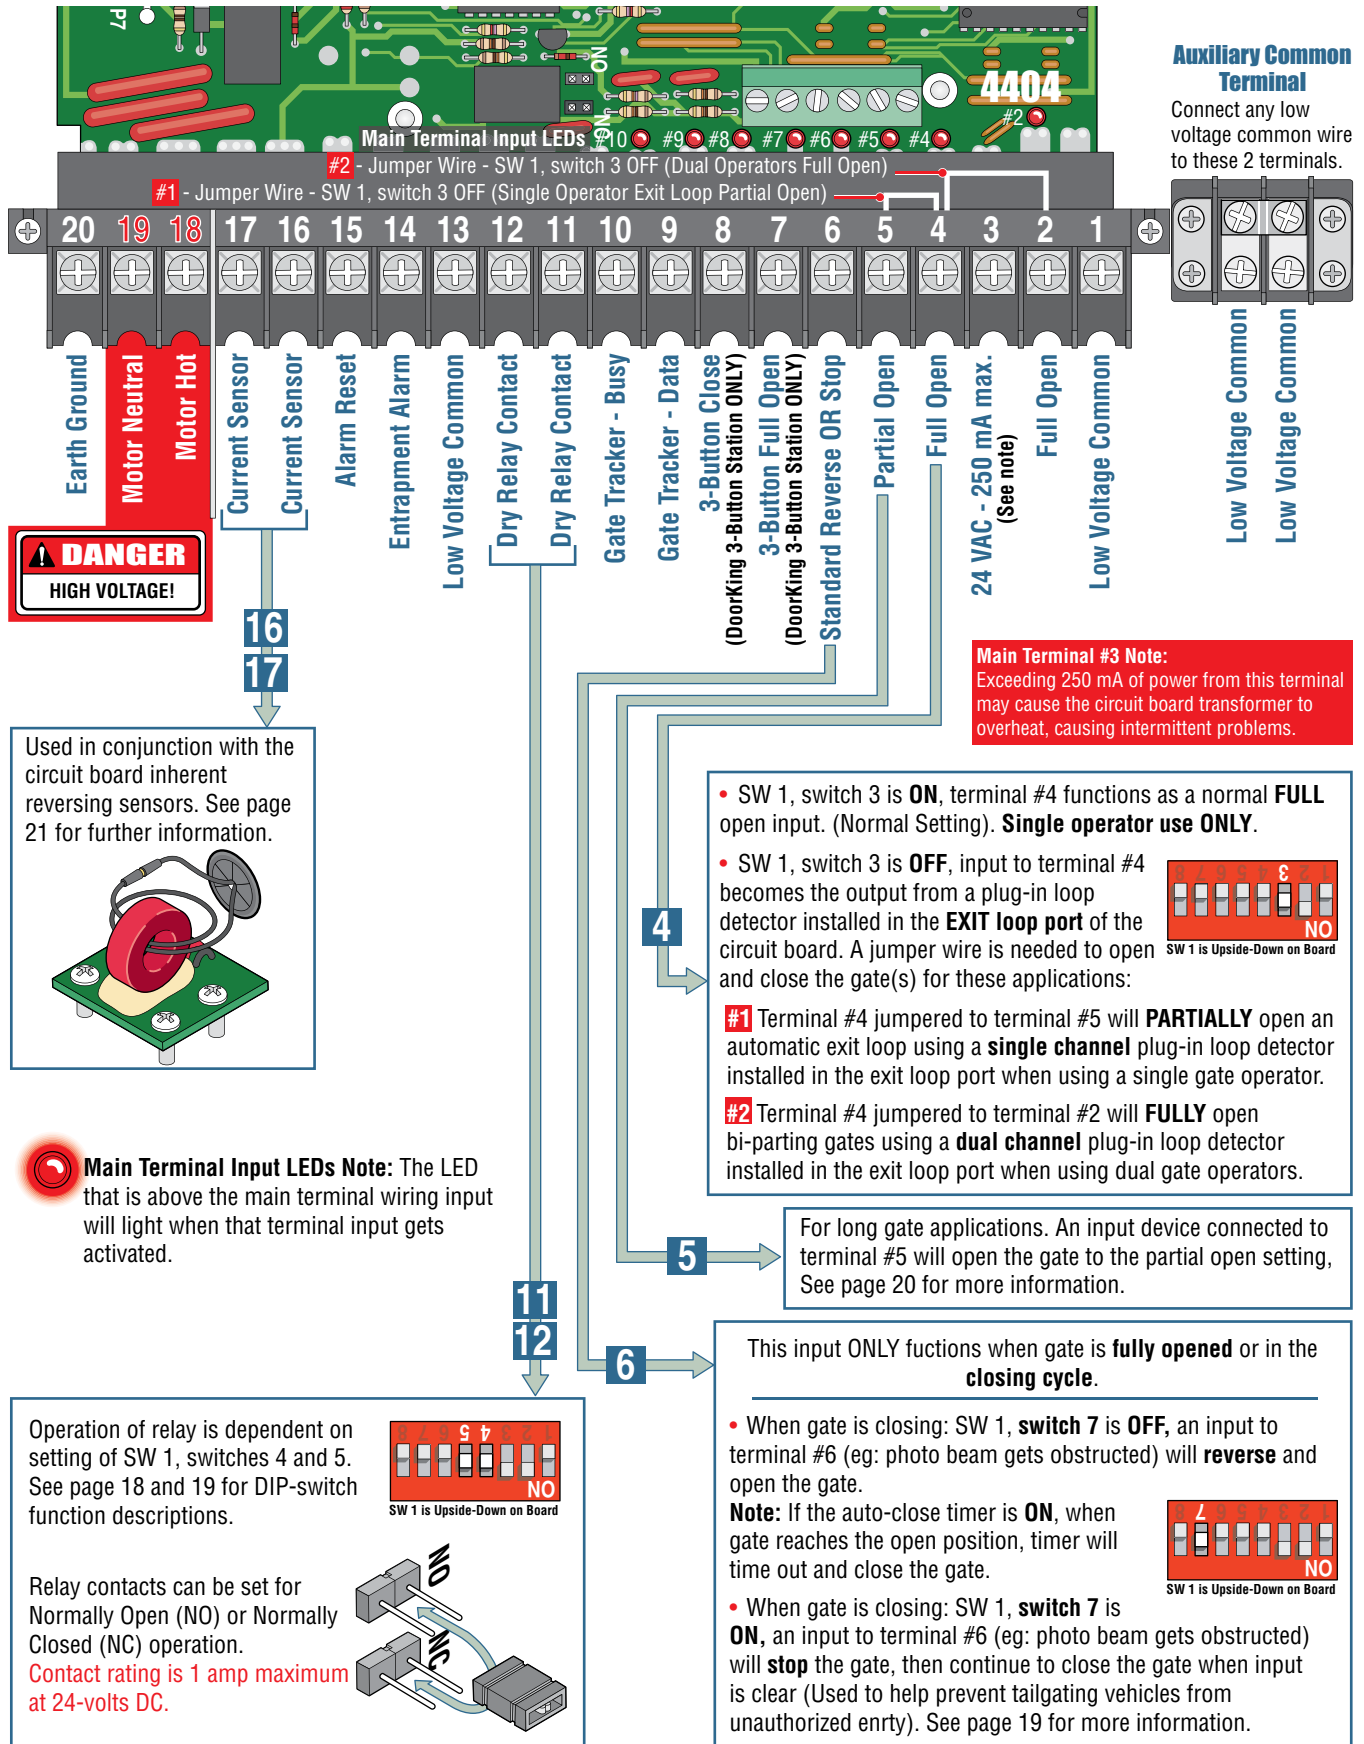 P7
NO
NC
4404
Main Terminal Input LEDs #10 #9 #8 #7 #6 #5 #4 #2
#2 - Jumper Wire - SW 1, switch 3 OFF (Dual Operators Full Open)
#1 - Jumper Wire - SW 1, switch 3 OFF (Single Operator Exit Loop Partial Open)
Auxiliary Common
Terminal
Connect any low
voltage common wire
to these 2 terminals.
20 19 18 17 16 15 14 13 12 11 10 9 8 7 6 5 4 3 2 1
Earth Ground
Motor Neutral
Motor Hot
Current Sensor
Current Sensor
Alarm Reset
Entrapment Alarm
Low Voltage Common
Dry Relay Contact
Dry Relay Contact
Gate Tracker - Busy
Gate Tracker - Data
3-Button Close
(DoorKing 3-Button Station ONLY)
3-Button Full Open
(DoorKing 3-Button Station ONLY)
Standard Reverse OR Stop
Partial Open
Full Open
24 VAC - 250 mA max.
(See note)
Full Open
Low Voltage Common
Low Voltage Common
Low Voltage Common
DANGER
HIGH VOLTAGE!
16
17
Used in conjunction with the
circuit board inherent
reversing sensors. See page
21 for further information.
Main Terminal #3 Note:
Exceeding 250 mA of power from this terminal
may cause the circuit board transformer to
overheat, causing intermittent problems.
4
• SW 1, switch 3 is ON, terminal #4 functions as a normal FULL
open input. (Normal Setting). Single operator use ONLY.
• SW 1, switch 3 is OFF, input to terminal #4
becomes the output from a plug-in loop
detector installed in the EXIT loop port of the
circuit board. A jumper wire is needed to open
and close the gate(s) for these applications:
8 7 6 5 4 3 2 1
ON
SW 1 is Upside-Down on Board
#1 Terminal #4 jumpered to terminal #5 will PARTIALLY open an
automatic exit loop using a single channel plug-in loop detector
installed in the exit loop port when using a single gate operator.
#2 Terminal #4 jumpered to terminal #2 will FULLY open
bi-parting gates using a dual channel plug-in loop detector
installed in the exit loop port when using dual gate operators.
Main Terminal Input LEDs Note: The LED
that is above the main terminal wiring input
will light when that terminal input gets
activated.
5
For long gate applications. An input device connected to
terminal #5 will open the gate to the partial open setting,
See page 20 for more information.
11
12
6
This input ONLY fuctions when gate is fully opened or in the
closing cycle.
• When gate is closing: SW 1, switch 7 is OFF, an input to
terminal #6 (eg: photo beam gets obstructed) will reverse and
open the gate.
Note: If the auto-close timer is ON, when
gate reaches the open position, timer will
time out and close the gate.
8 7 6 5 4 3 2 1
ON
SW 1 is Upside-Down on Board
• When gate is closing: SW 1, switch 7 is
ON, an input to terminal #6 (eg: photo beam gets obstructed)
will stop the gate, then continue to close the gate when input
is clear (Used to help prevent tailgating vehicles from
unauthorized enrty). See page 19 for more information.
Operation of relay is dependent on
setting of SW 1, switches 4 and 5.
See page 18 and 19 for DIP-switch
function descriptions.
8 7 6 5 4 3 2 1
ON
SW 1 is Upside-Down on Board
Relay contacts can be set for
Normally Open (NO) or Normally
Closed (NC) operation.
Contact rating is 1 amp maximum
at 24-volts DC.
NO
NC